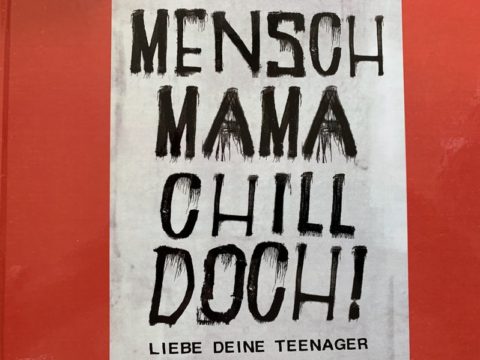 MENSCH
MAMA
CHILL
DOCH!
LIEBE DEINE TEENAGER